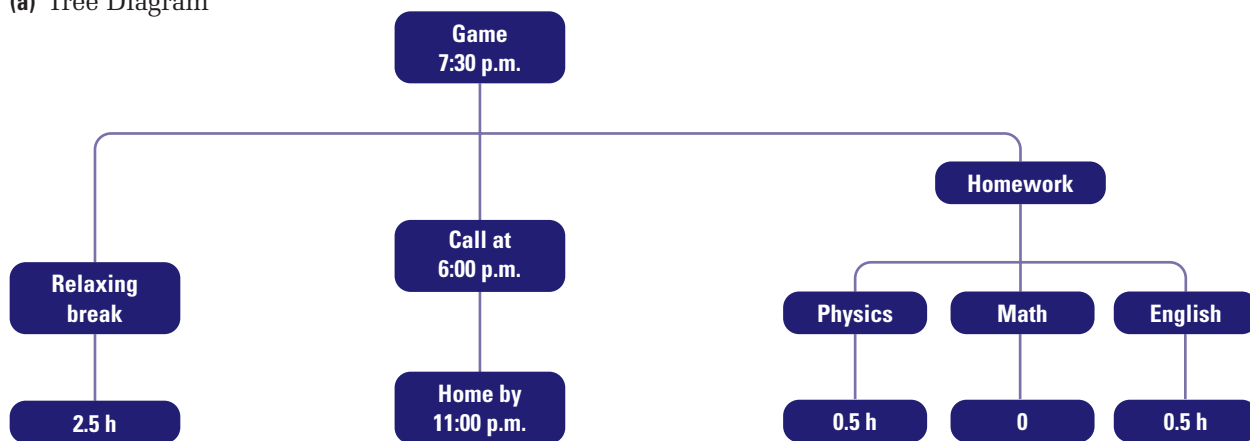 (a) Tree Diagram
Game
7:30 p.m.
Homework
Call at
6:00 p.m.
Relaxing
break
Physics
Math
English
Home by
11:00 p.m.
2.5 h
0.5 h
0
0.5 h